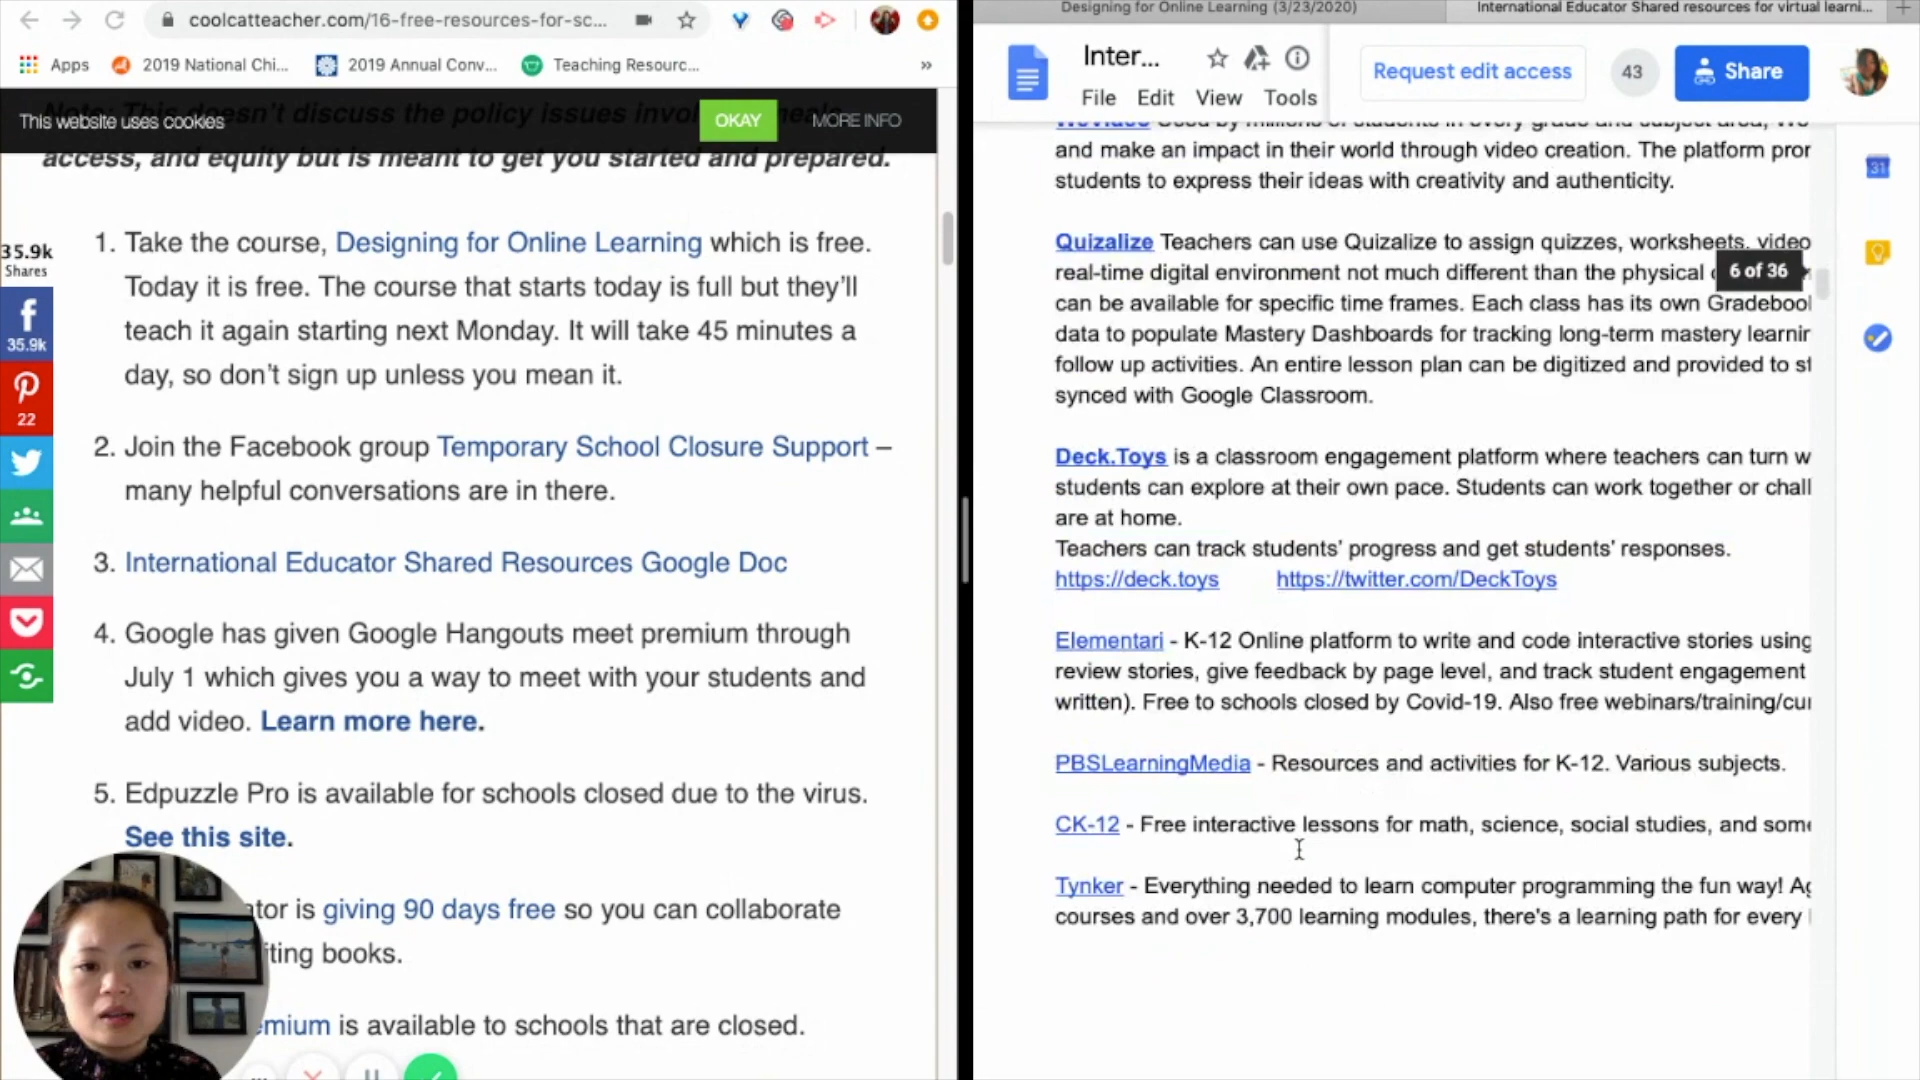 coolcatteacher.com/16-free-resources-for-sc...
Apps
2019 National Chi...
2019 Annual Conv...
Teaching Resourc...
»
This website uses cookies
OKAY
MORE INFO
access, and equity but is meant to get you started and prepared.
35.9k
Shares
35.9k
22
1. Take the course, Designing for Online Learning which is free.
Today it is free. The course that starts today is full but they'll
teach it again starting next Monday. It will take 45 minutes a
day, so don't sign up unless you mean it.
2. Join the Facebook group Temporary School Closure Support –
many helpful conversations are in there.
3. International Educator Shared Resources Google Doc
4. Google has given Google Hangouts meet premium through
July 1 which gives you a way to meet with your students and
add video. Learn more here.
5. Edpuzzle Pro is available for schools closed due to the virus.
See this site.
is giving 90 days free so you can collaborate
books.
is available to schools that are closed.
Designing for Online Learning (3/23/2020)
International Educator Shared resources for virtual learni...
Inter...
Request edit access
43
Share
File Edit View Tools
31
and make an impact in their world through video creation. The platform
students to express their ideas with creativity and authenticity.
Quizalize Teachers can use Quizalize to assign quizzes, worksheets, video
real-time digital environment not much different than the physical
6 of 36
can be available for specific time frames. Each class has its own
data to populate Mastery Dashboards for tracking long-term mastery
follow up activities. An entire lesson plan can be digitized and provided to
synced with Google Classroom.
Deck.Toys is a classroom engagement platform where teachers can turn
students can explore at their own pace. Students can work together or
are at home.
Teachers can track students' progress and get students' responses.
https://deck.toys https://twitter.com/DeckToys
Elementari - K-12 Online platform to write and code interactive stories using
review stories, give feedback by page level, and track student engagement
written). Free to schools closed by Covid-19. Also free
PBSLearningMedia - Resources and activities for K-12. Various subjects.
CK-12 - Free interactive lessons for math, science, social studies, and
Tynker - Everything needed to learn computer programming the fun way!
courses and over 3,700 learning modules, there's a learning path for every